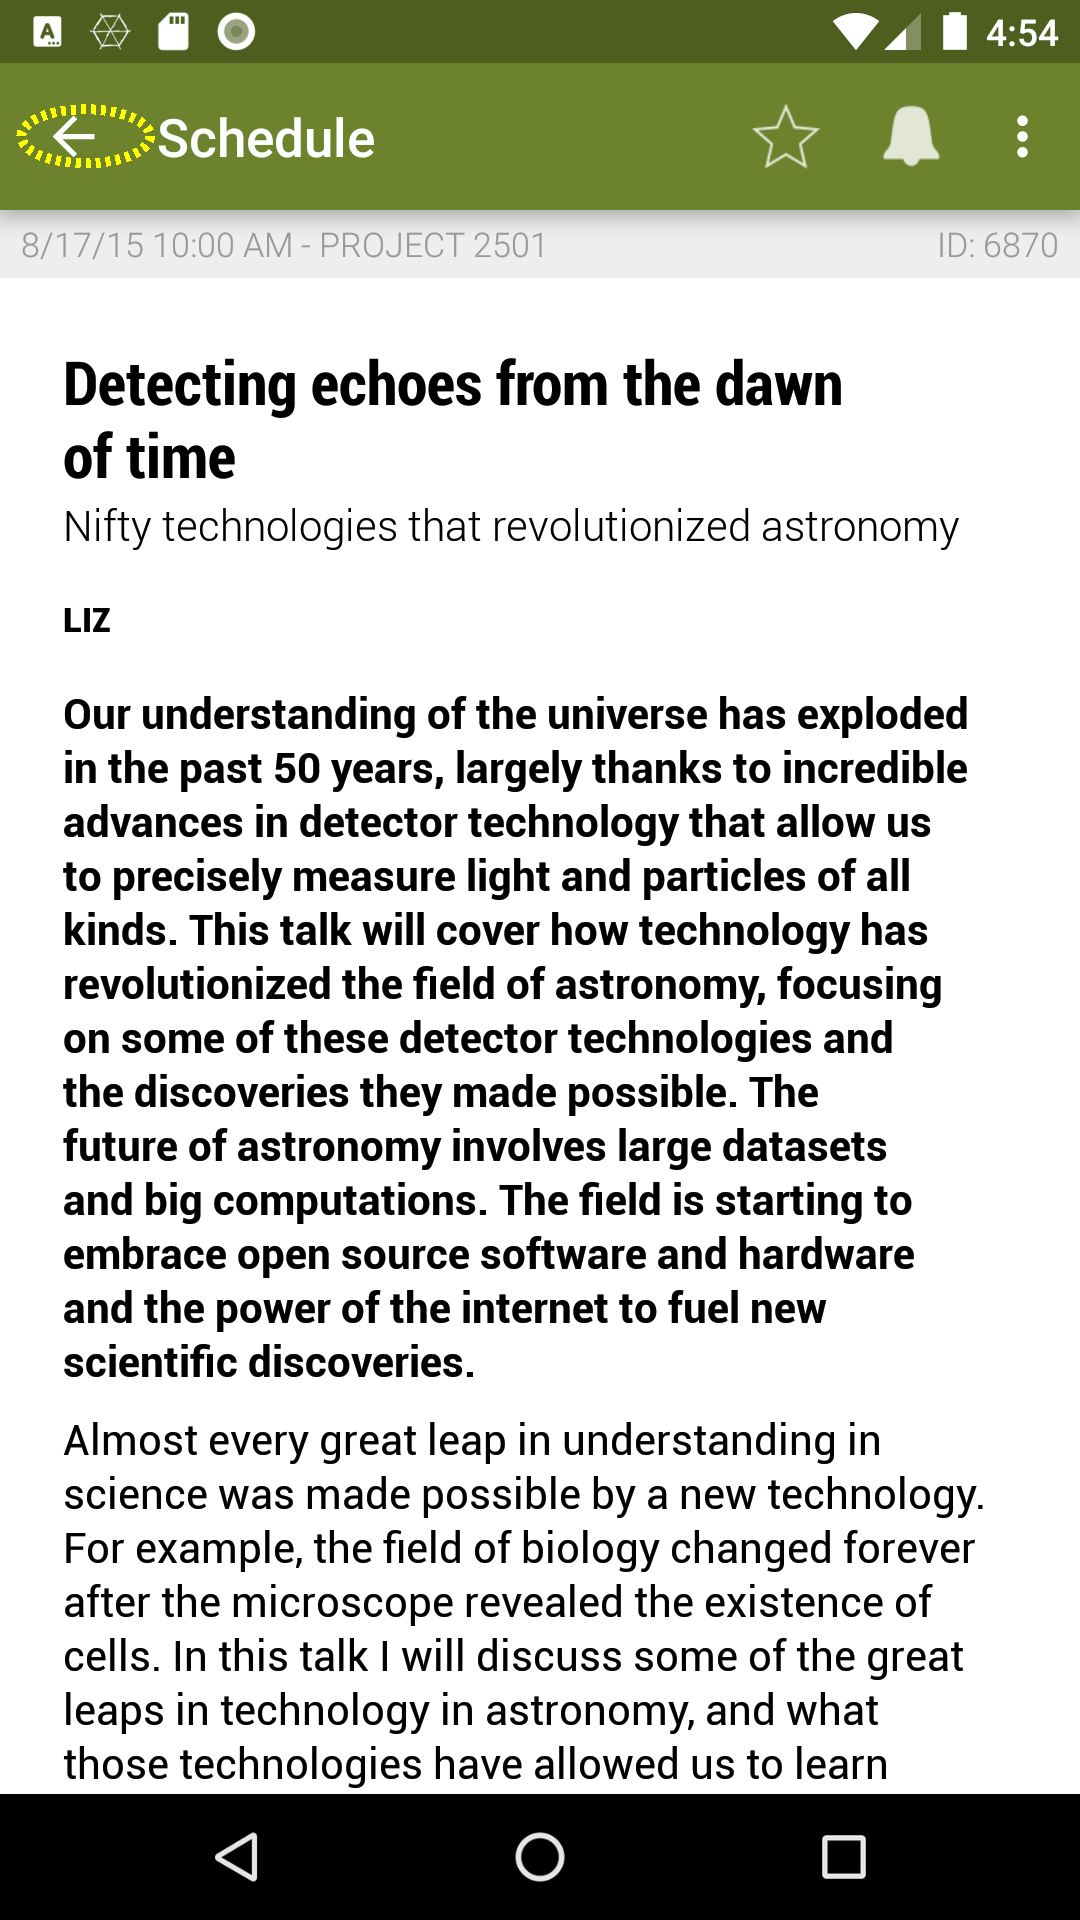 4:54
Schedule
8/17/15 10:00 AM - PROJECT 2501
ID: 6870
Detecting echoes from the dawn
of time
Nifty technologies that revolutionized astronomy
LIZ
Our understanding of the universe has exploded
in the past 50 years, largely thanks to incredible
advances in detector technology that allow us
to precisely measure light and particles of all
kinds. This talk will cover how technology has
revolutionized the field of astronomy, focusing
on some of these detector technologies and
the discoveries they made possible. The
future of astronomy involves large datasets
and big computations. The field is starting to
embrace open source software and hardware
and the power of the internet to fuel new
scientific discoveries.
Almost every great leap in understanding in
science was made possible by a new technology.
For example, the field of biology changed forever
after the microscope revealed the existence of
cells. In this talk I will discuss some of the great
leaps in technology in astronomy, and what
those technologies have allowed us to learn